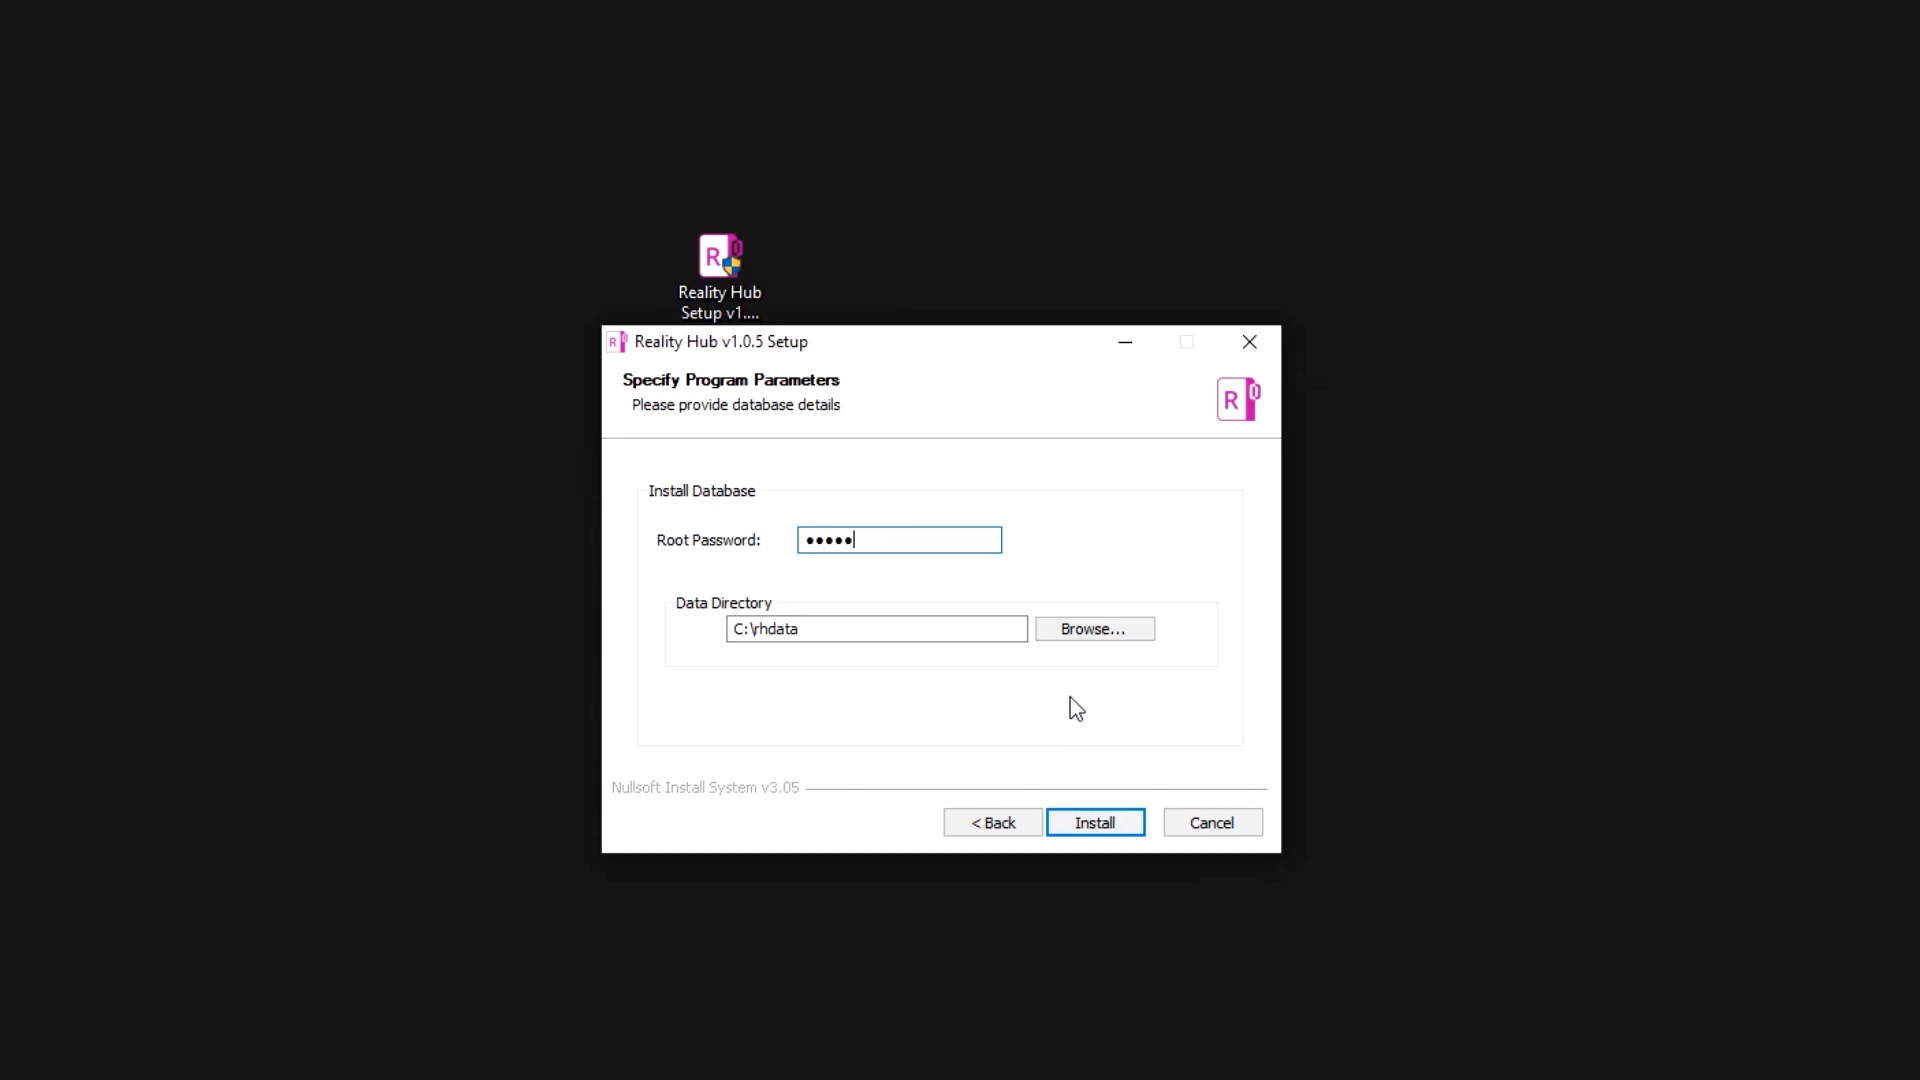 Reality Hub
Setup v1....
Reality Hub v1.0.5 Setup
Specify Program Parameters
Please provide database details
R
Install Database
Root Password: •••••
Data Directory
C:\rhdata
Browse...
Nullsoft Install System v3.05
< Back
Install
Cancel